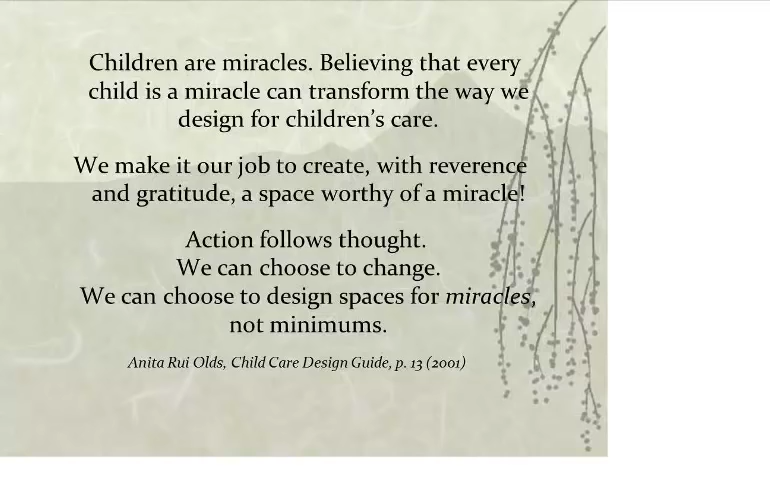 Children are miracles. Believing that every
child is a miracle can transform the way we
design for children's care.
We make it our job to create, with reverence
and gratitude, a space worthy of a miracle!
Action follows thought.
We can choose to change.
We can choose to design spaces for miracles,
not minimums.
Anita Rui Olds, Child Care Design Guide, p. 13 (2001)